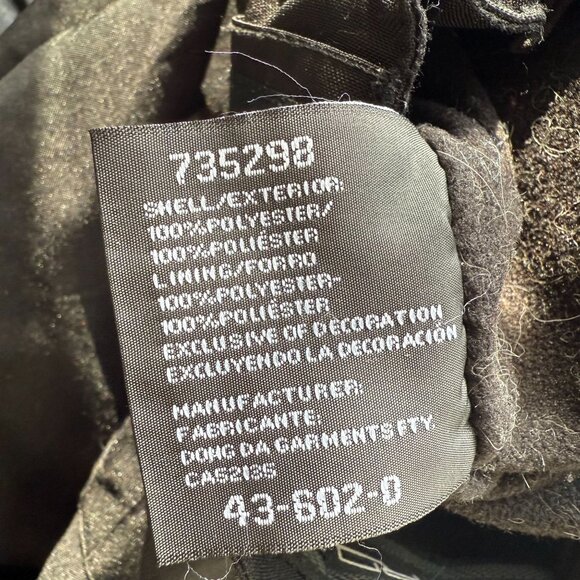 735298
SHELL/EXTERIOR:
100%POLYESTER/
100%POLIÉSTER
LINING/FORRO
100%POLYESTER-
100%POLIÉSTER
EXCLUSIVE OF DECORATION
EXCLUYENDO LA DECORACIÓN
MANUFACTURER:
FABRICANTE:
DONG DA GARMENTS FTY.
CA52135
43-602-0